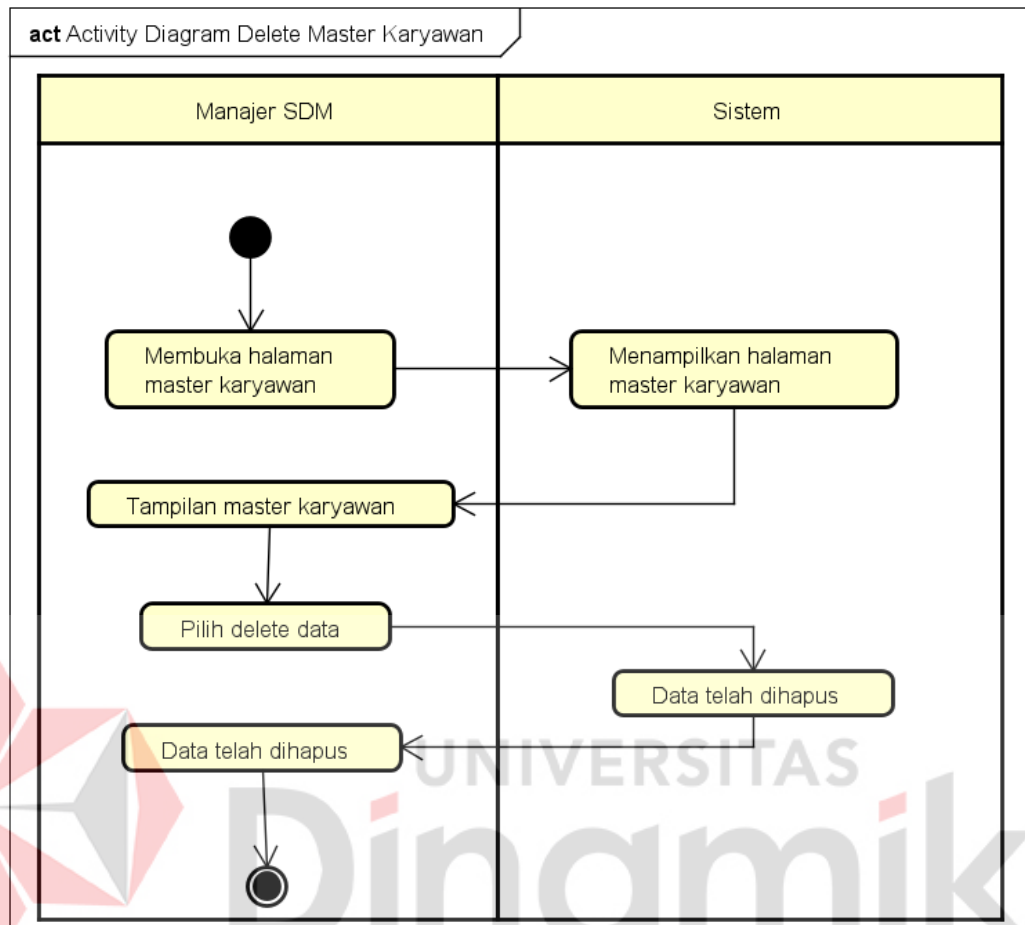 act Activity Diagram Delete Master Karyawan
Manajer SDM
Sistem
Membuka halaman
master karyawan
Menampilkan halaman
master karyawan
Tampilan master karyawan
Pilih delete data
Data telah dihapus
Data telah dihapus
UNIVERSITAS
Dinamik